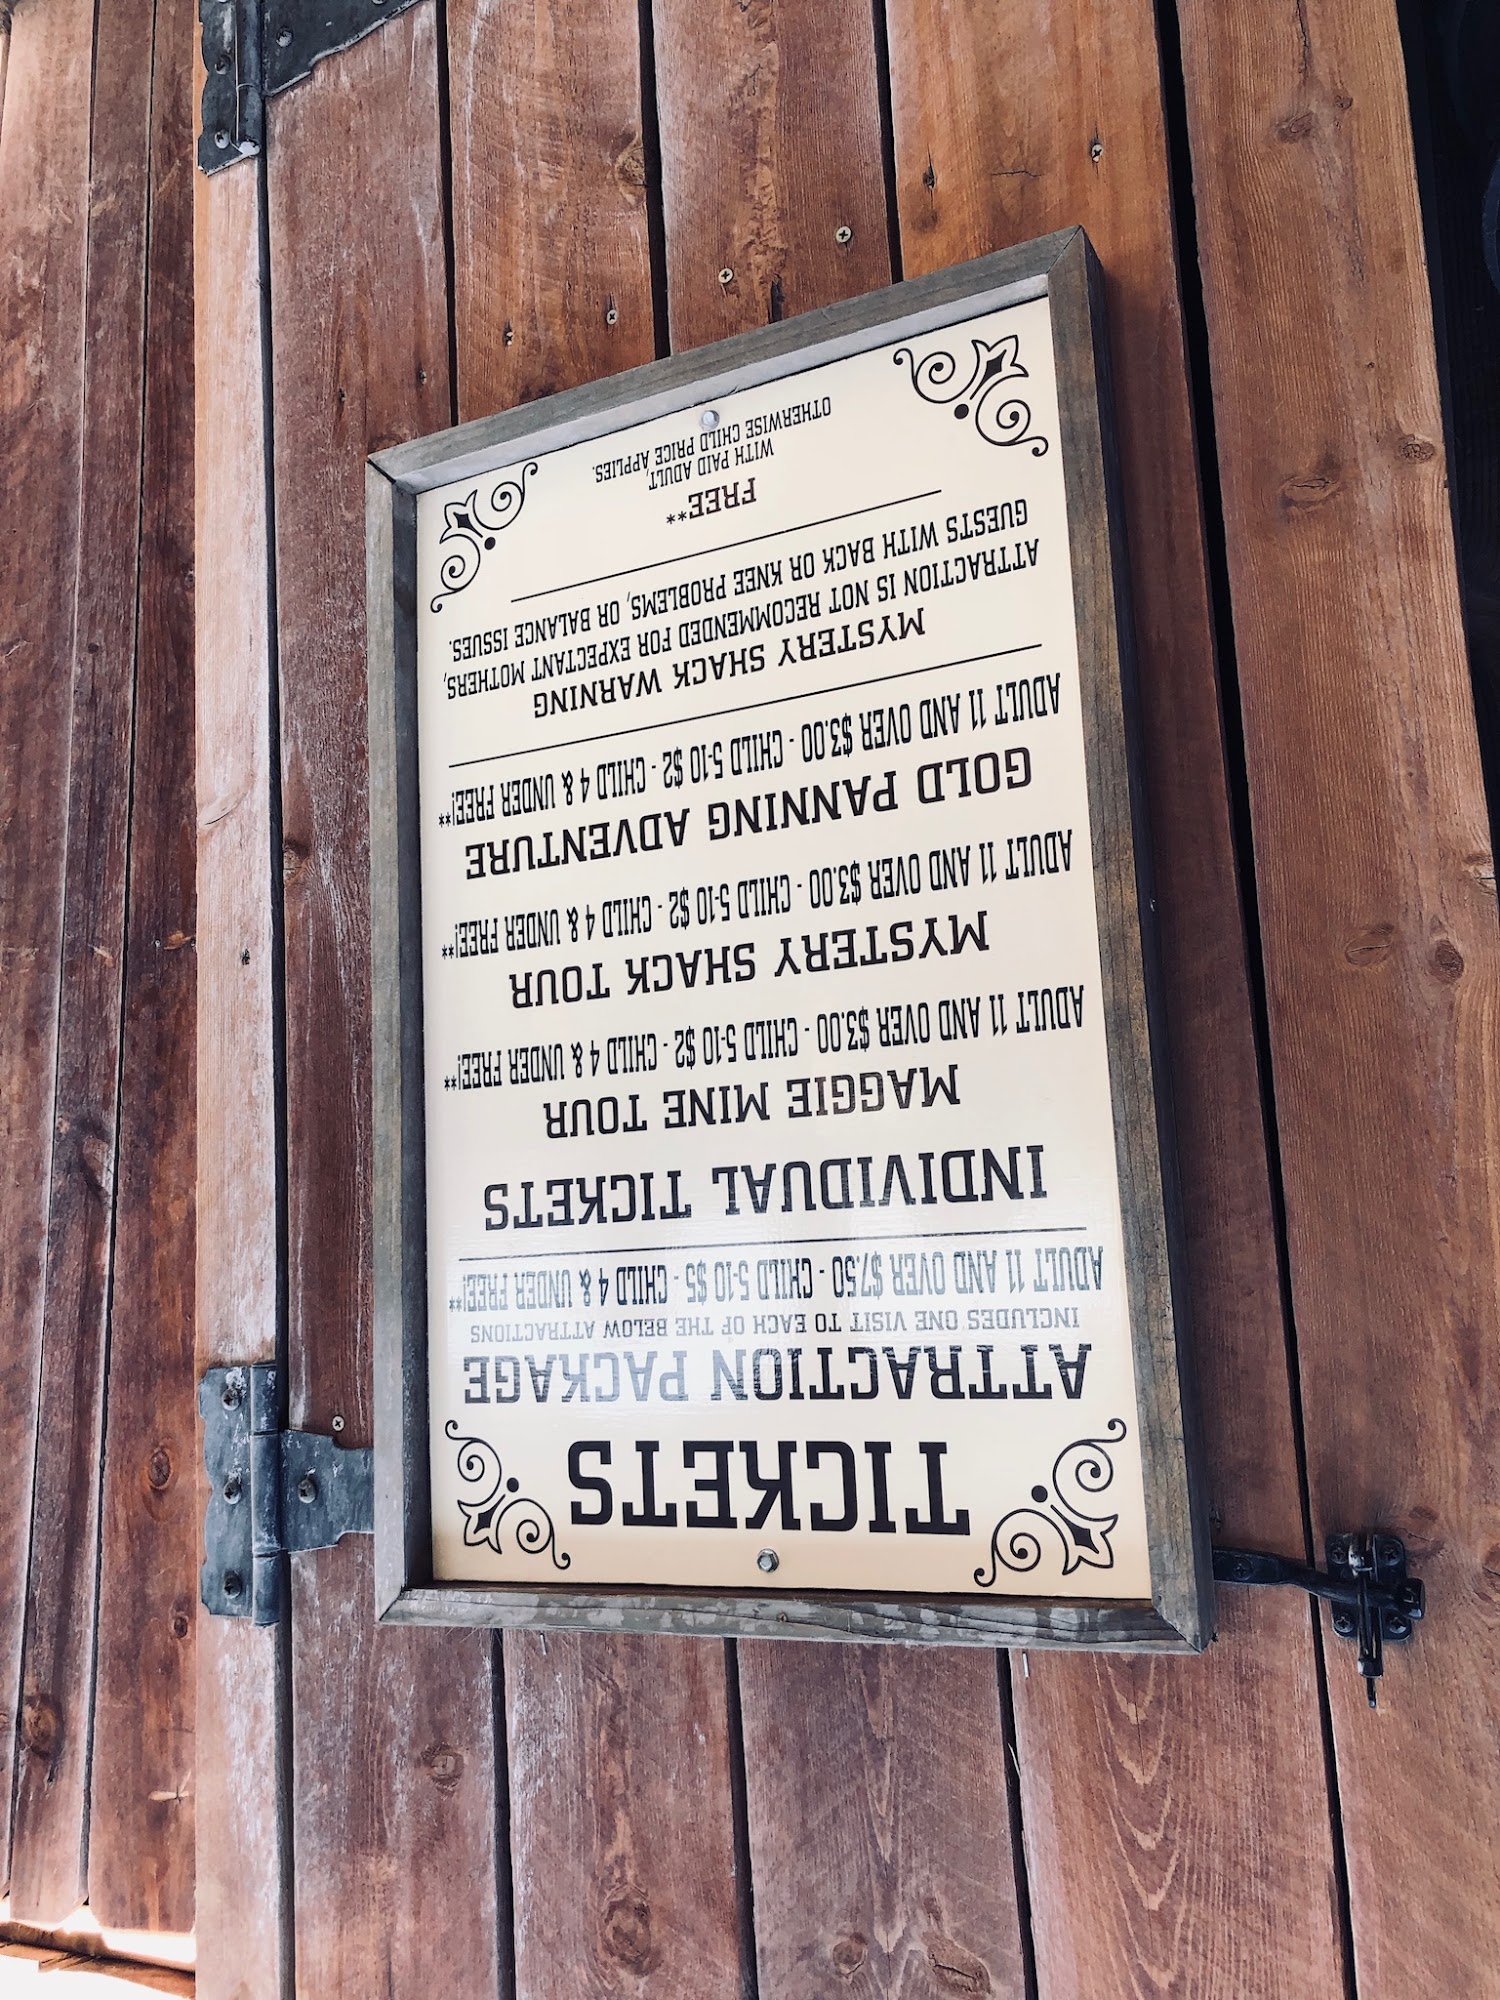 TICKETS
ATTRACTION PACKAGE
INCLUDES ONE VISIT TO EACH OF THE BELOW ATTRACTIONS
ADULT 11 AND OVER $7.50 - CHILD 5-10 $5 - CHILD 4 & UNDER FREE!**
INDIVIDUAL TICKETS
MAGGIE MINE TOUR
ADULT 11 AND OVER $3.00 - CHILD 5-10 $2 - CHILD 4 & UNDER FREE!**
MYSTERY SHACK TOUR
ADULT 11 AND OVER $3.00 - CHILD 5-10 $2 - CHILD 4 & UNDER FREE!**
GOLD PANNING ADVENTURE
ADULT 11 AND OVER $3.00 - CHILD 5-10 $2 - CHILD 4 & UNDER FREE!**
MYSTERY SHACK WARNING
ATTRACTION IS NOT RECOMMENDED FOR EXPECTANT MOTHERS,
GUESTS WITH BACK OR KNEE PROBLEMS, OR BALANCE ISSUES.
FREE**
WITH PAID ADULT,
OTHERWISE CHILD PRICE APPLIES.